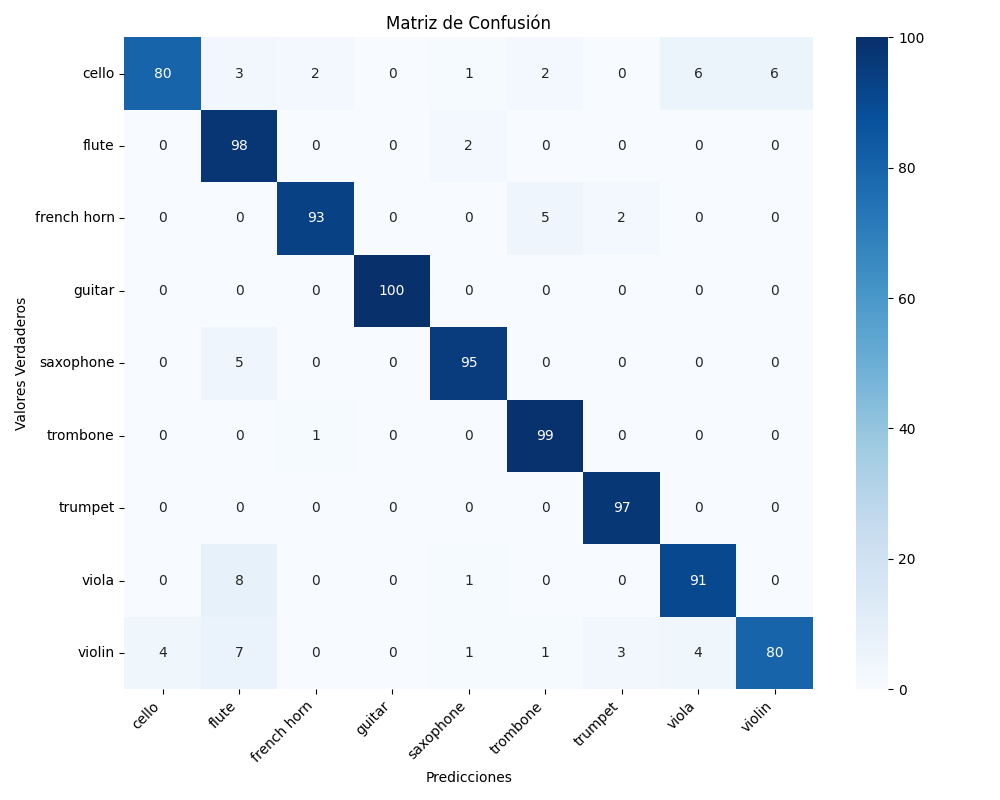 Matriz de Confusión
Valores Verdaderos
cello 80 3 2 0 1 2 0 6 6
flute 0 98 0 0 2 0 0 0 0
french horn 0 0 93 0 0 5 2 0 0
guitar 0 0 0 100 0 0 0 0 0
saxophone 0 5 0 0 95 0 0 0 0
trombone 0 0 1 0 0 99 0 0 0
trumpet 0 0 0 0 0 0 97 0 0
viola 0 8 0 0 1 0 0 91 0
violin 4 7 0 0 1 1 3 4 80
cello flute french horn guitar saxophone trombone trumpet viola violin
Predicciones
100
80
60
40
20
0